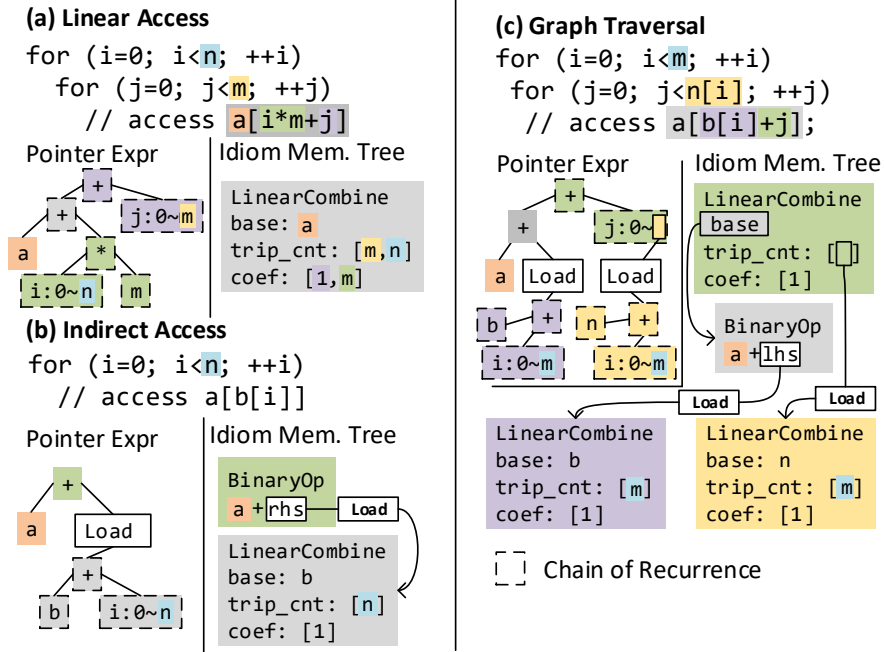 (a) Linear Access
for (i=0; i<n; ++i)
for (j=0; j<m; ++j)
// access a[i*m+j]
Pointer Expr
+
+
j:0~m
a
*
i:0~n
m
Idiom Mem. Tree
LinearCombine
base: a
trip_cnt: [m,n]
coef: [1,m]
(b) Indirect Access
for (i=0; i<n; ++i)
// access a[b[i]]
Pointer Expr
+
a
Load
+
b
i:0~n
Idiom Mem. Tree
BinaryOp
a+rhs
Load
LinearCombine
base: b
trip_cnt: [n]
coef: [1]
(c) Graph Traversal
for (i=0; i<m; ++i)
for (j=0; j<n[i]; ++j)
// access a[b[i]+j];
Pointer Expr
+
+
j:0~
a
Load
Load
b
+
n
+
i:0~m
i:0~m
Idiom Mem. Tree
LinearCombine
base
trip_cnt: [ ]
coef: [1]
BinaryOp
a+lhs
Load
Load
LinearCombine
base: b
trip_cnt: [m]
coef: [1]
LinearCombine
base: n
trip_cnt: [m]
coef: [1]
Chain of Recurrence